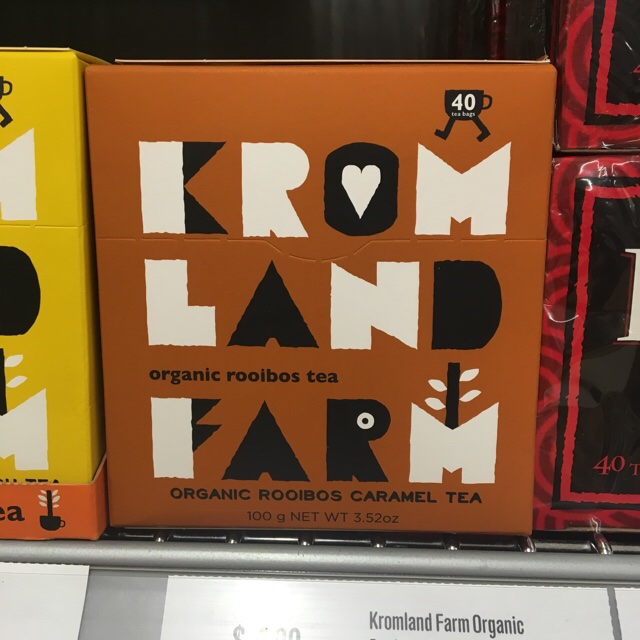 40
tea bags
KROM
LAND
organic rooibos tea
FARM
ORGANIC ROOIBOS CARAMEL TEA
100 g NET WT 3.52oz
TEA
ea
40
Kromland Farm Organic